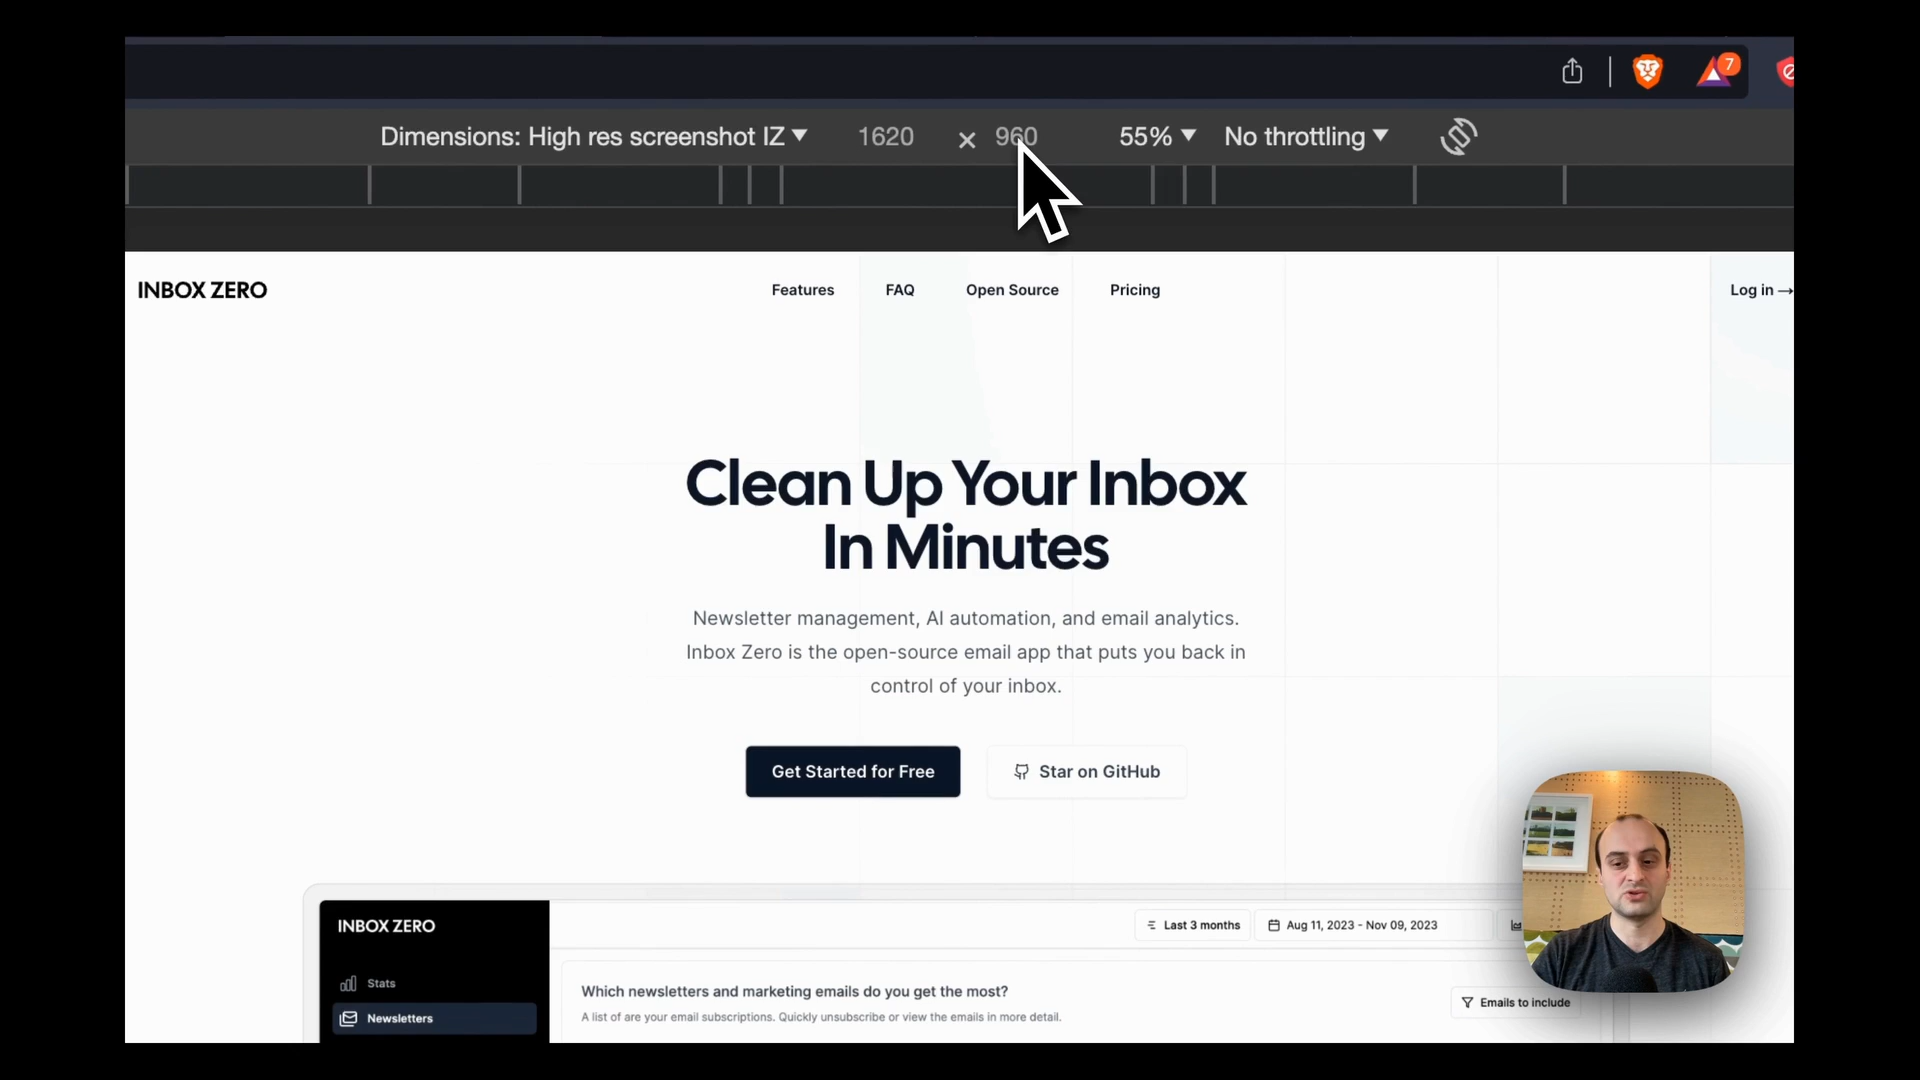 7
Dimensions: High res screenshot IZ ▼ 1620 × 960 55% ▼ No throttling ▼
INBOX ZERO Features FAQ Open Source Pricing Log in →
Clean Up Your Inbox
In Minutes
Newsletter management, AI automation, and email analytics.
Inbox Zero is the open-source email app that puts you back in
control of your inbox.
Get Started for Free Star on GitHub
INBOX ZERO Last 3 months Aug 11, 2023 - Nov 09, 2023
Stats
Which newsletters and marketing emails do you get the most?
Emails to include
Newsletters
A list of are your email subscriptions. Quickly unsubscribe or view the emails in more detail.